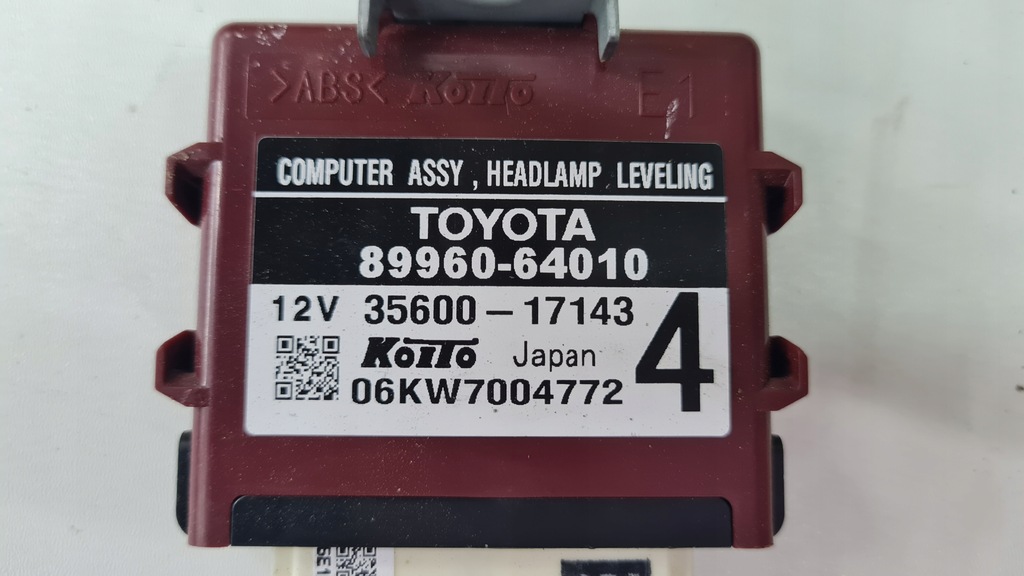 >ABS< KOITO E1
COMPUTER ASSY , HEADLAMP LEVELING
TOYOTA
89960-64010
12V 35600-17143 4
KOITO Japan
06KW7004772